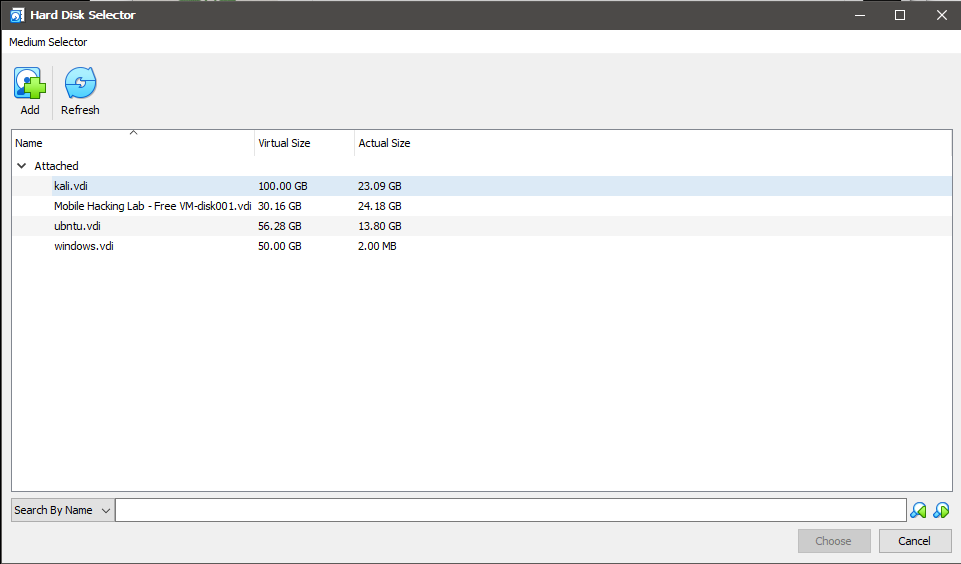 Hard Disk Selector
Medium Selector
Add Refresh
Name Virtual Size Actual Size
Attached
kali.vdi 100.00 GB 23.09 GB
Mobile Hacking Lab - Free VM-disk001.vdi 30.16 GB 24.18 GB
ubntu.vdi 56.28 GB 13.80 GB
windows.vdi 50.00 GB 2.00 MB
Search By Name
Choose Cancel